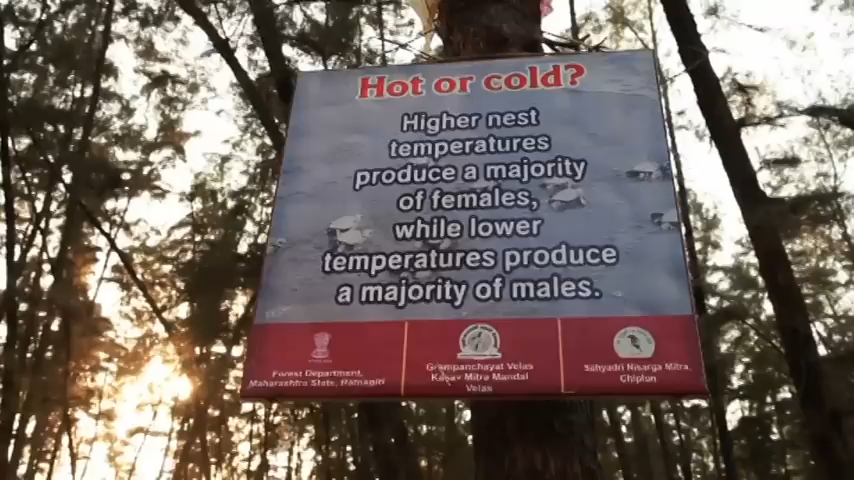 Hot or cold?
Higher nest
temperatures
produce a majority
of females,
while lower
temperatures produce
a majority of males.
Forest Department,
Maharashtra State, Ratnagiri
Grampanchayat Velas
Kasav Mitra Mandal
Velas
Sahyadri Nisarga Mitra,
Chiplon